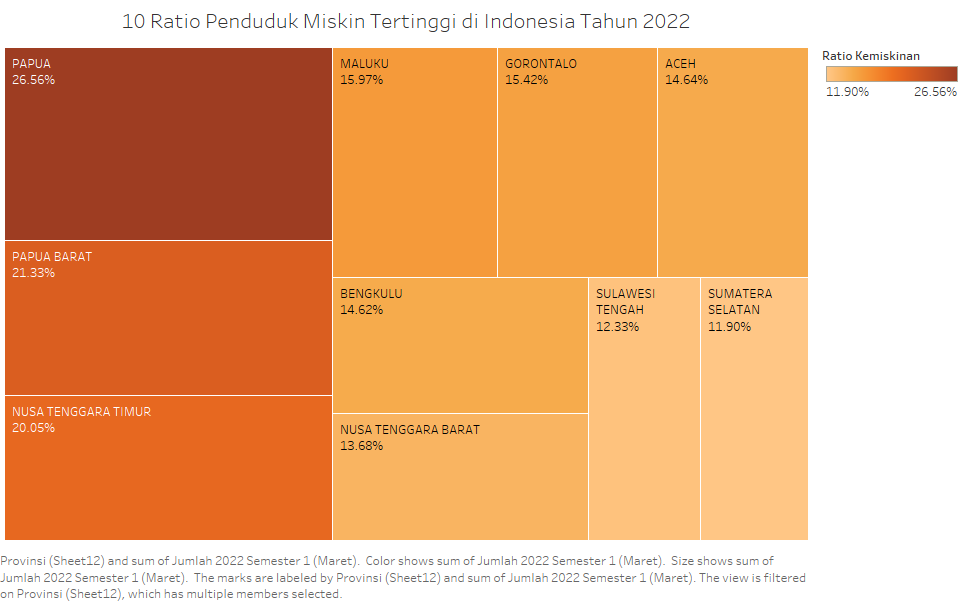 10 Ratio Penduduk Miskin Tertinggi di Indonesia Tahun 2022
PAPUA
26.56%
PAPUA BARAT
21.33%
NUSA TENGGARA TIMUR
20.05%
MALUKU
15.97%
GORONTALO
15.42%
ACEH
14.64%
BENGKULU
14.62%
NUSA TENGGARA BARAT
13.68%
SULAWESI
TENGAH
12.33%
SUMATERA
SELATAN
11.90%
Ratio Kemiskinan
11.90% 26.56%
Provinsi (Sheet12) and sum of Jumlah 2022 Semester 1 (Maret).  Color shows sum of Jumlah 2022 Semester 1 (Maret).  Size shows sum of
Jumlah 2022 Semester 1 (Maret).  The marks are labeled by Provinsi (Sheet12) and sum of Jumlah 2022 Semester 1 (Maret). The view is filtered
on Provinsi (Sheet12), which has multiple members selected.